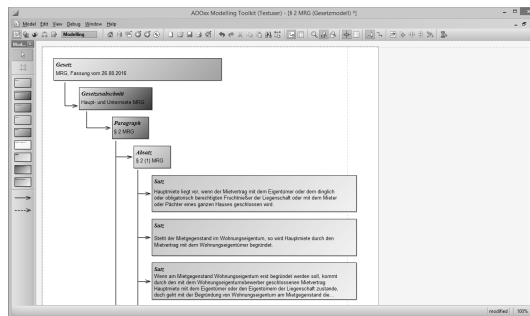 ADOxx Modelling Toolkit (Testuser) - [§ 2 MRG (Gesetzmodell) *]
Model Edit View Debug Window Help
Modelling
Gesetz
MRG, Fassung vom 26.08.2016
Gesetzesabschnitt
Haupt- und Untermiete MRG
Paragraph
§ 2 MRG
Absatz
§ 2 (1) MRG
Satz
Hauptmiete liegt vor, wenn der Mietvertrag mit dem Eigentümer oder dem dinglich
oder obligatorisch berechtigten Fruchtnießer der Liegenschaft oder mit dem Mieter
oder Pächter eines ganzen Hauses geschlossen wird.
Satz
Steht der Mietgegenstand im Wohnungseigentum, so wird Hauptmiete durch den
Mietvertrag mit dem Wohnungseigentümer begründet.
Satz
Wenn am Mietgegenstand Wohnungseigentum erst begründet werden soll, kommt
durch den mit dem Wohnungseigentumsbewerber geschlossenen Mietvertrag
Hauptmiete mit dem Eigentümer oder den Eigentümern der Liegenschaft zustande,
doch geht mit der Begründung von Wohnungseigentum am Mietgegenstand die...
modified 100%